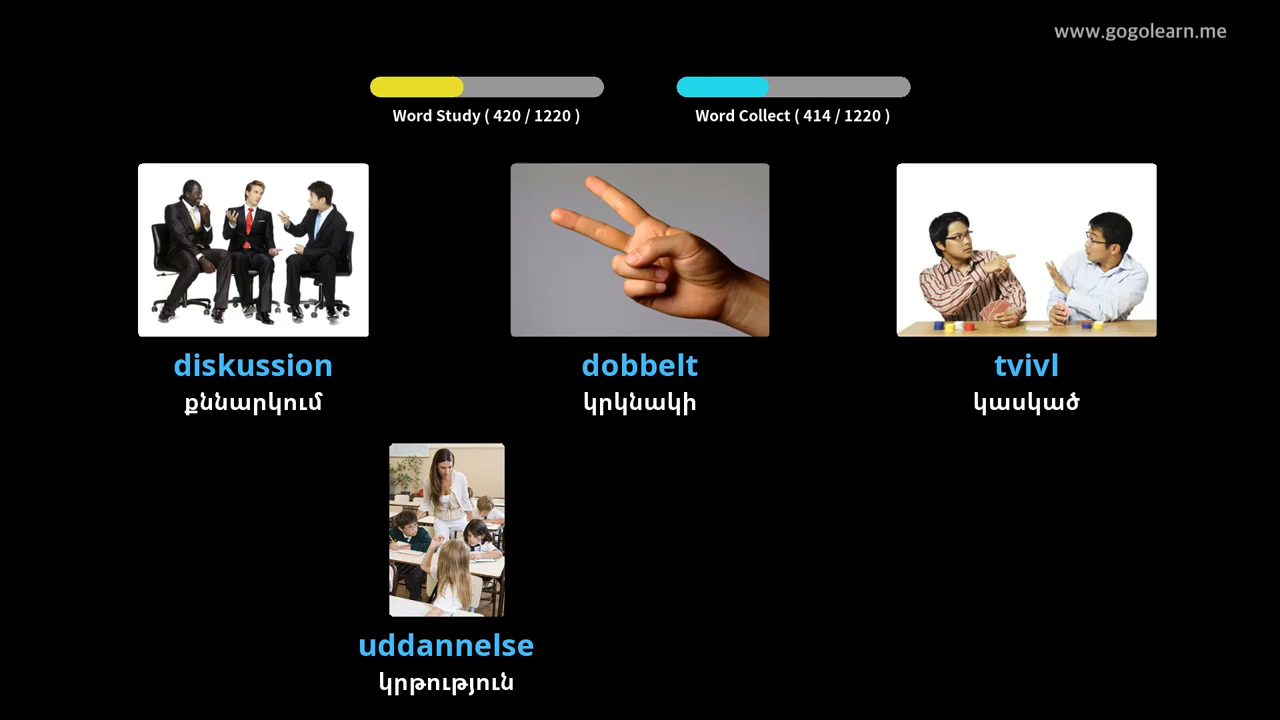 www.gogolearn.me
Word Study ( 420 / 1220 )
Word Collect ( 414 / 1220 )
diskussion
քննարկում
dobbelt
կրկնակի
tvivl
կասկած
uddannelse
կրթություն